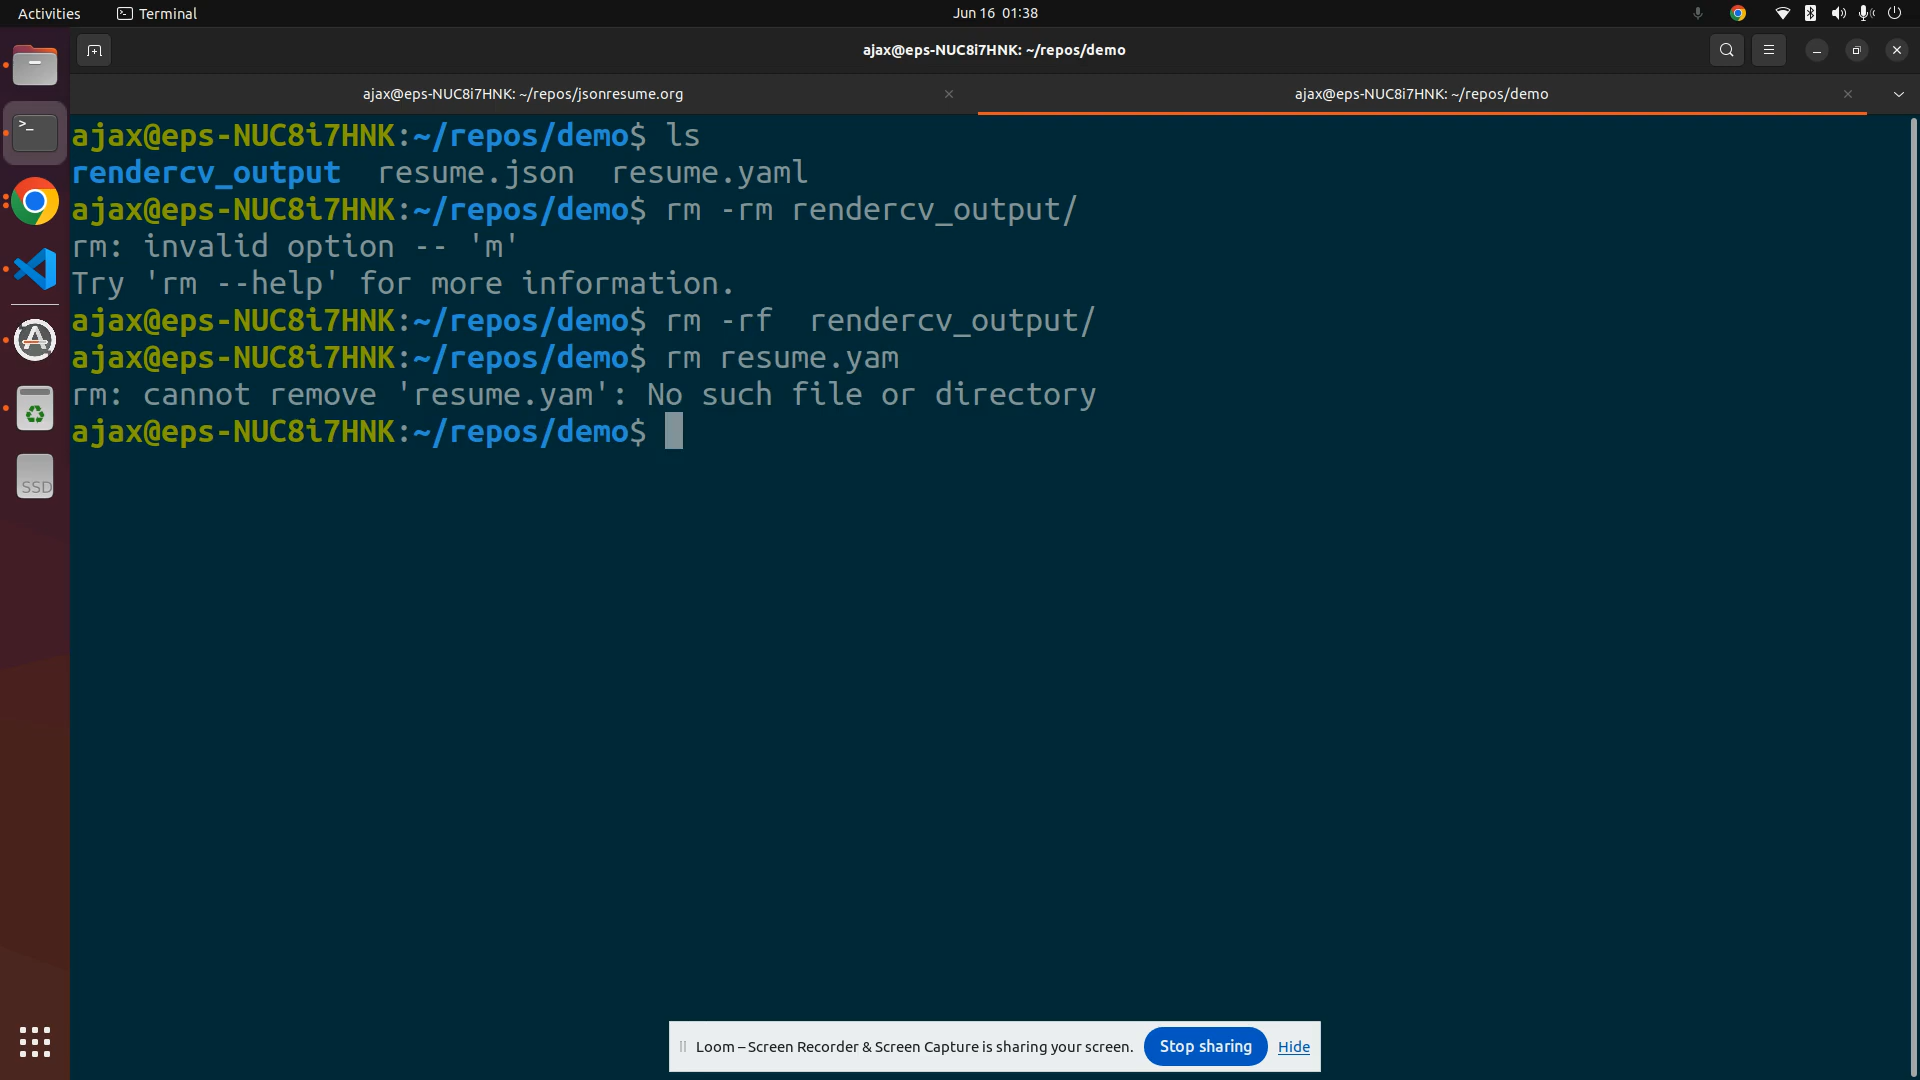 Activities
Terminal
Jun 16 01:38
ajax@eps-NUC8i7HNK: ~/repos/demo
ajax@eps-NUC8i7HNK: ~/repos/jsonresume.org
ajax@eps-NUC8i7HNK: ~/repos/demo
ajax@eps-NUC8i7HNK:~/repos/demo$ ls
rendercv_output  resume.json  resume.yaml
ajax@eps-NUC8i7HNK:~/repos/demo$ rm -rm rendercv_output/
rm: invalid option -- 'm'
Try 'rm --help' for more information.
ajax@eps-NUC8i7HNK:~/repos/demo$ rm -rf  rendercv_output/
ajax@eps-NUC8i7HNK:~/repos/demo$ rm resume.yam
rm: cannot remove 'resume.yam': No such file or directory
ajax@eps-NUC8i7HNK:~/repos/demo$
SSD
Loom – Screen Recorder & Screen Capture is sharing your screen.
Stop sharing
Hide